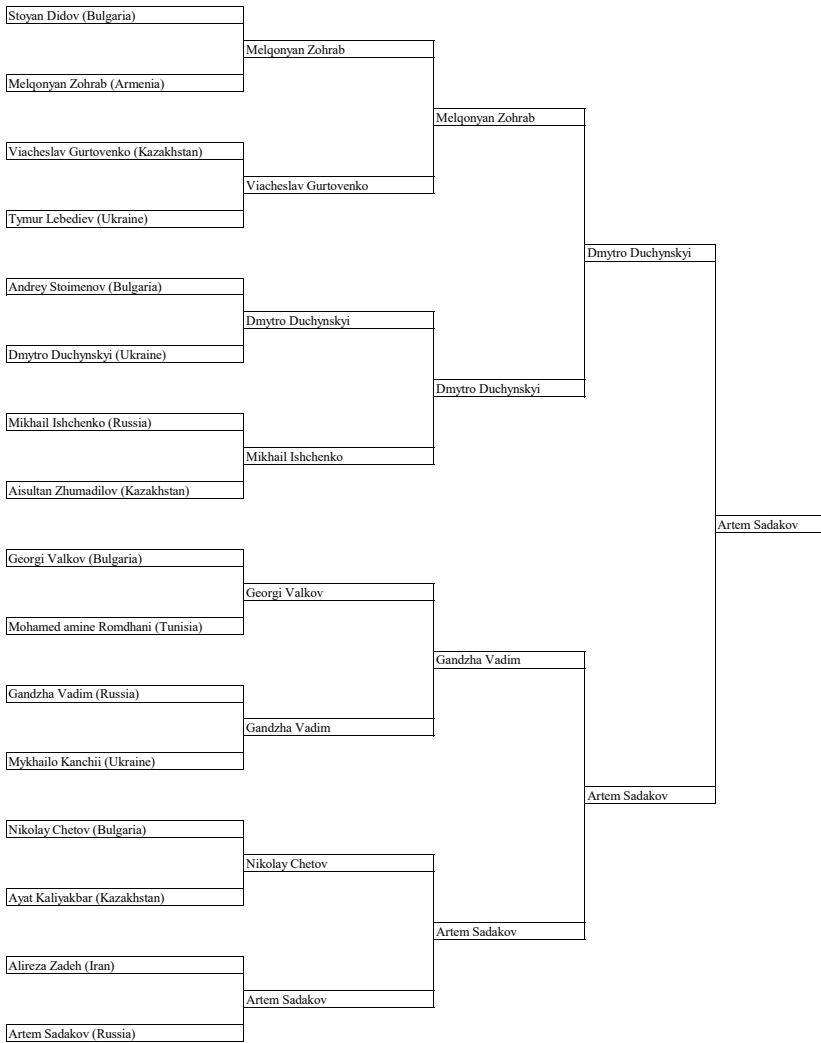 Stoyan Didov (Bulgaria)
Melqonyan Zohrab
Melqonyan Zohrab (Armenia)
Melqonyan Zohrab
Viacheslav Gurtovenko (Kazakhstan)
Viacheslav Gurtovenko
Tymur Lebediev (Ukraine)
Dmytro Duchynskyi
Andrey Stoimenov (Bulgaria)
Dmytro Duchynskyi
Dmytro Duchynskyi (Ukraine)
Dmytro Duchynskyi
Mikhail Ishchenko (Russia)
Mikhail Ishchenko
Aisultan Zhumadilov (Kazakhstan)
Artem Sadakov
Georgi Valkov (Bulgaria)
Georgi Valkov
Mohamed amine Romdhani (Tunisia)
Gandzha Vadim
Gandzha Vadim (Russia)
Gandzha Vadim
Mykhailo Kanchii (Ukraine)
Artem Sadakov
Nikolay Chetov (Bulgaria)
Nikolay Chetov
Ayat Kaliyakbar (Kazakhstan)
Artem Sadakov
Alireza Zadeh (Iran)
Artem Sadakov
Artem Sadakov (Russia)